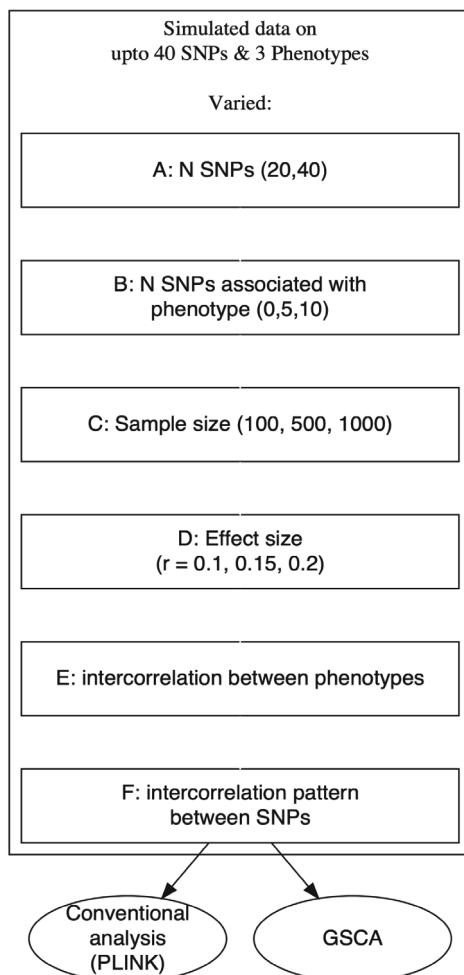 Simulated data on
upto 40 SNPs & 3 Phenotypes
Varied:
A: N SNPs (20,40)
B: N SNPs associated with
phenotype (0,5,10)
C: Sample size (100, 500, 1000)
D: Effect size
(r = 0.1, 0.15, 0.2)
E: intercorrelation between phenotypes
F: intercorrelation pattern
between SNPs
Conventional
analysis
(PLINK)
GSCA